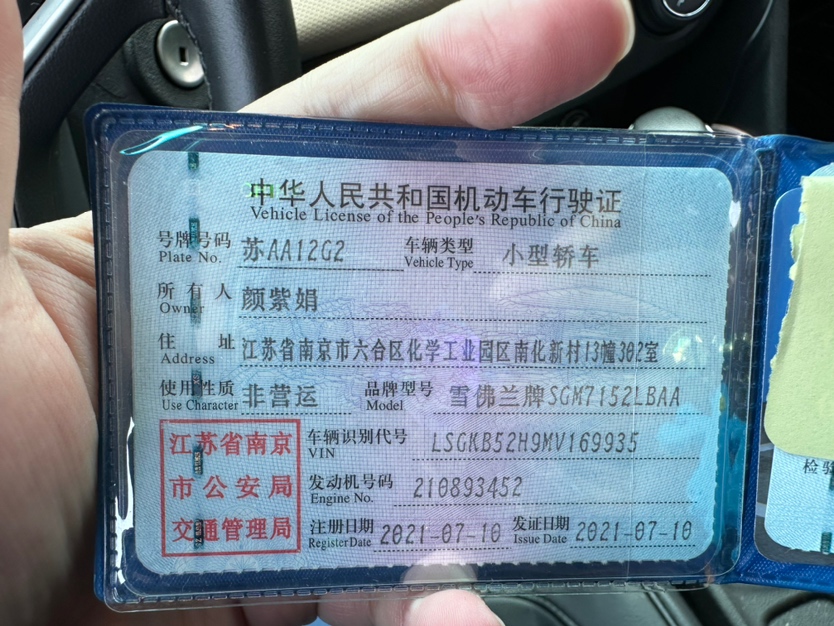 中华人民共和国机动车行驶证
Vehicle License of the People's Republic of China
号牌号码 苏AA12G2 车辆类型 小型轿车
Plate No. Vehicle Type
所有人 颜紫娟
Owner
住址 江苏省南京市六合区化学工业园区南化新村13幢302室
Address
使用性质 非营运 品牌型号 雪佛兰牌SGM7152LBAA
Use Character Model
江苏省南京
市公安局
交通管理局
车辆识别代号 LSGKB52H9MV169935
VIN
发动机号码 210893452
Engine No.
注册日期 2021-07-10 发证日期 2021-07-10
Register Date Issue Date
检验